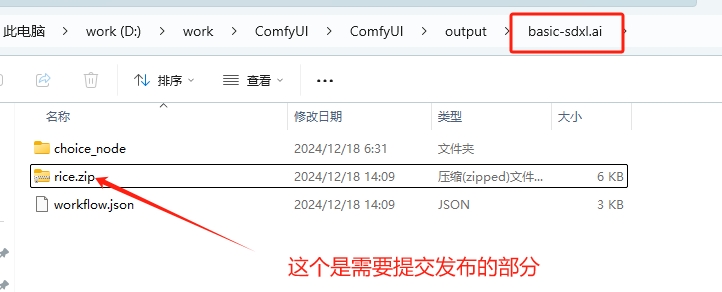 此电脑 > work (D:) > work > ComfyUI > ComfyUI > output > basic-sdxl.ai >
排序 查看 ...
名称 修改日期 类型 大小
choice_node 2024/12/18 6:31 文件夹
rice.zip 2024/12/18 14:09 压缩(zipped)文件... 6 KB
workflow.json 2024/12/18 14:09 JSON 3 KB
这个是需要提交发布的部分